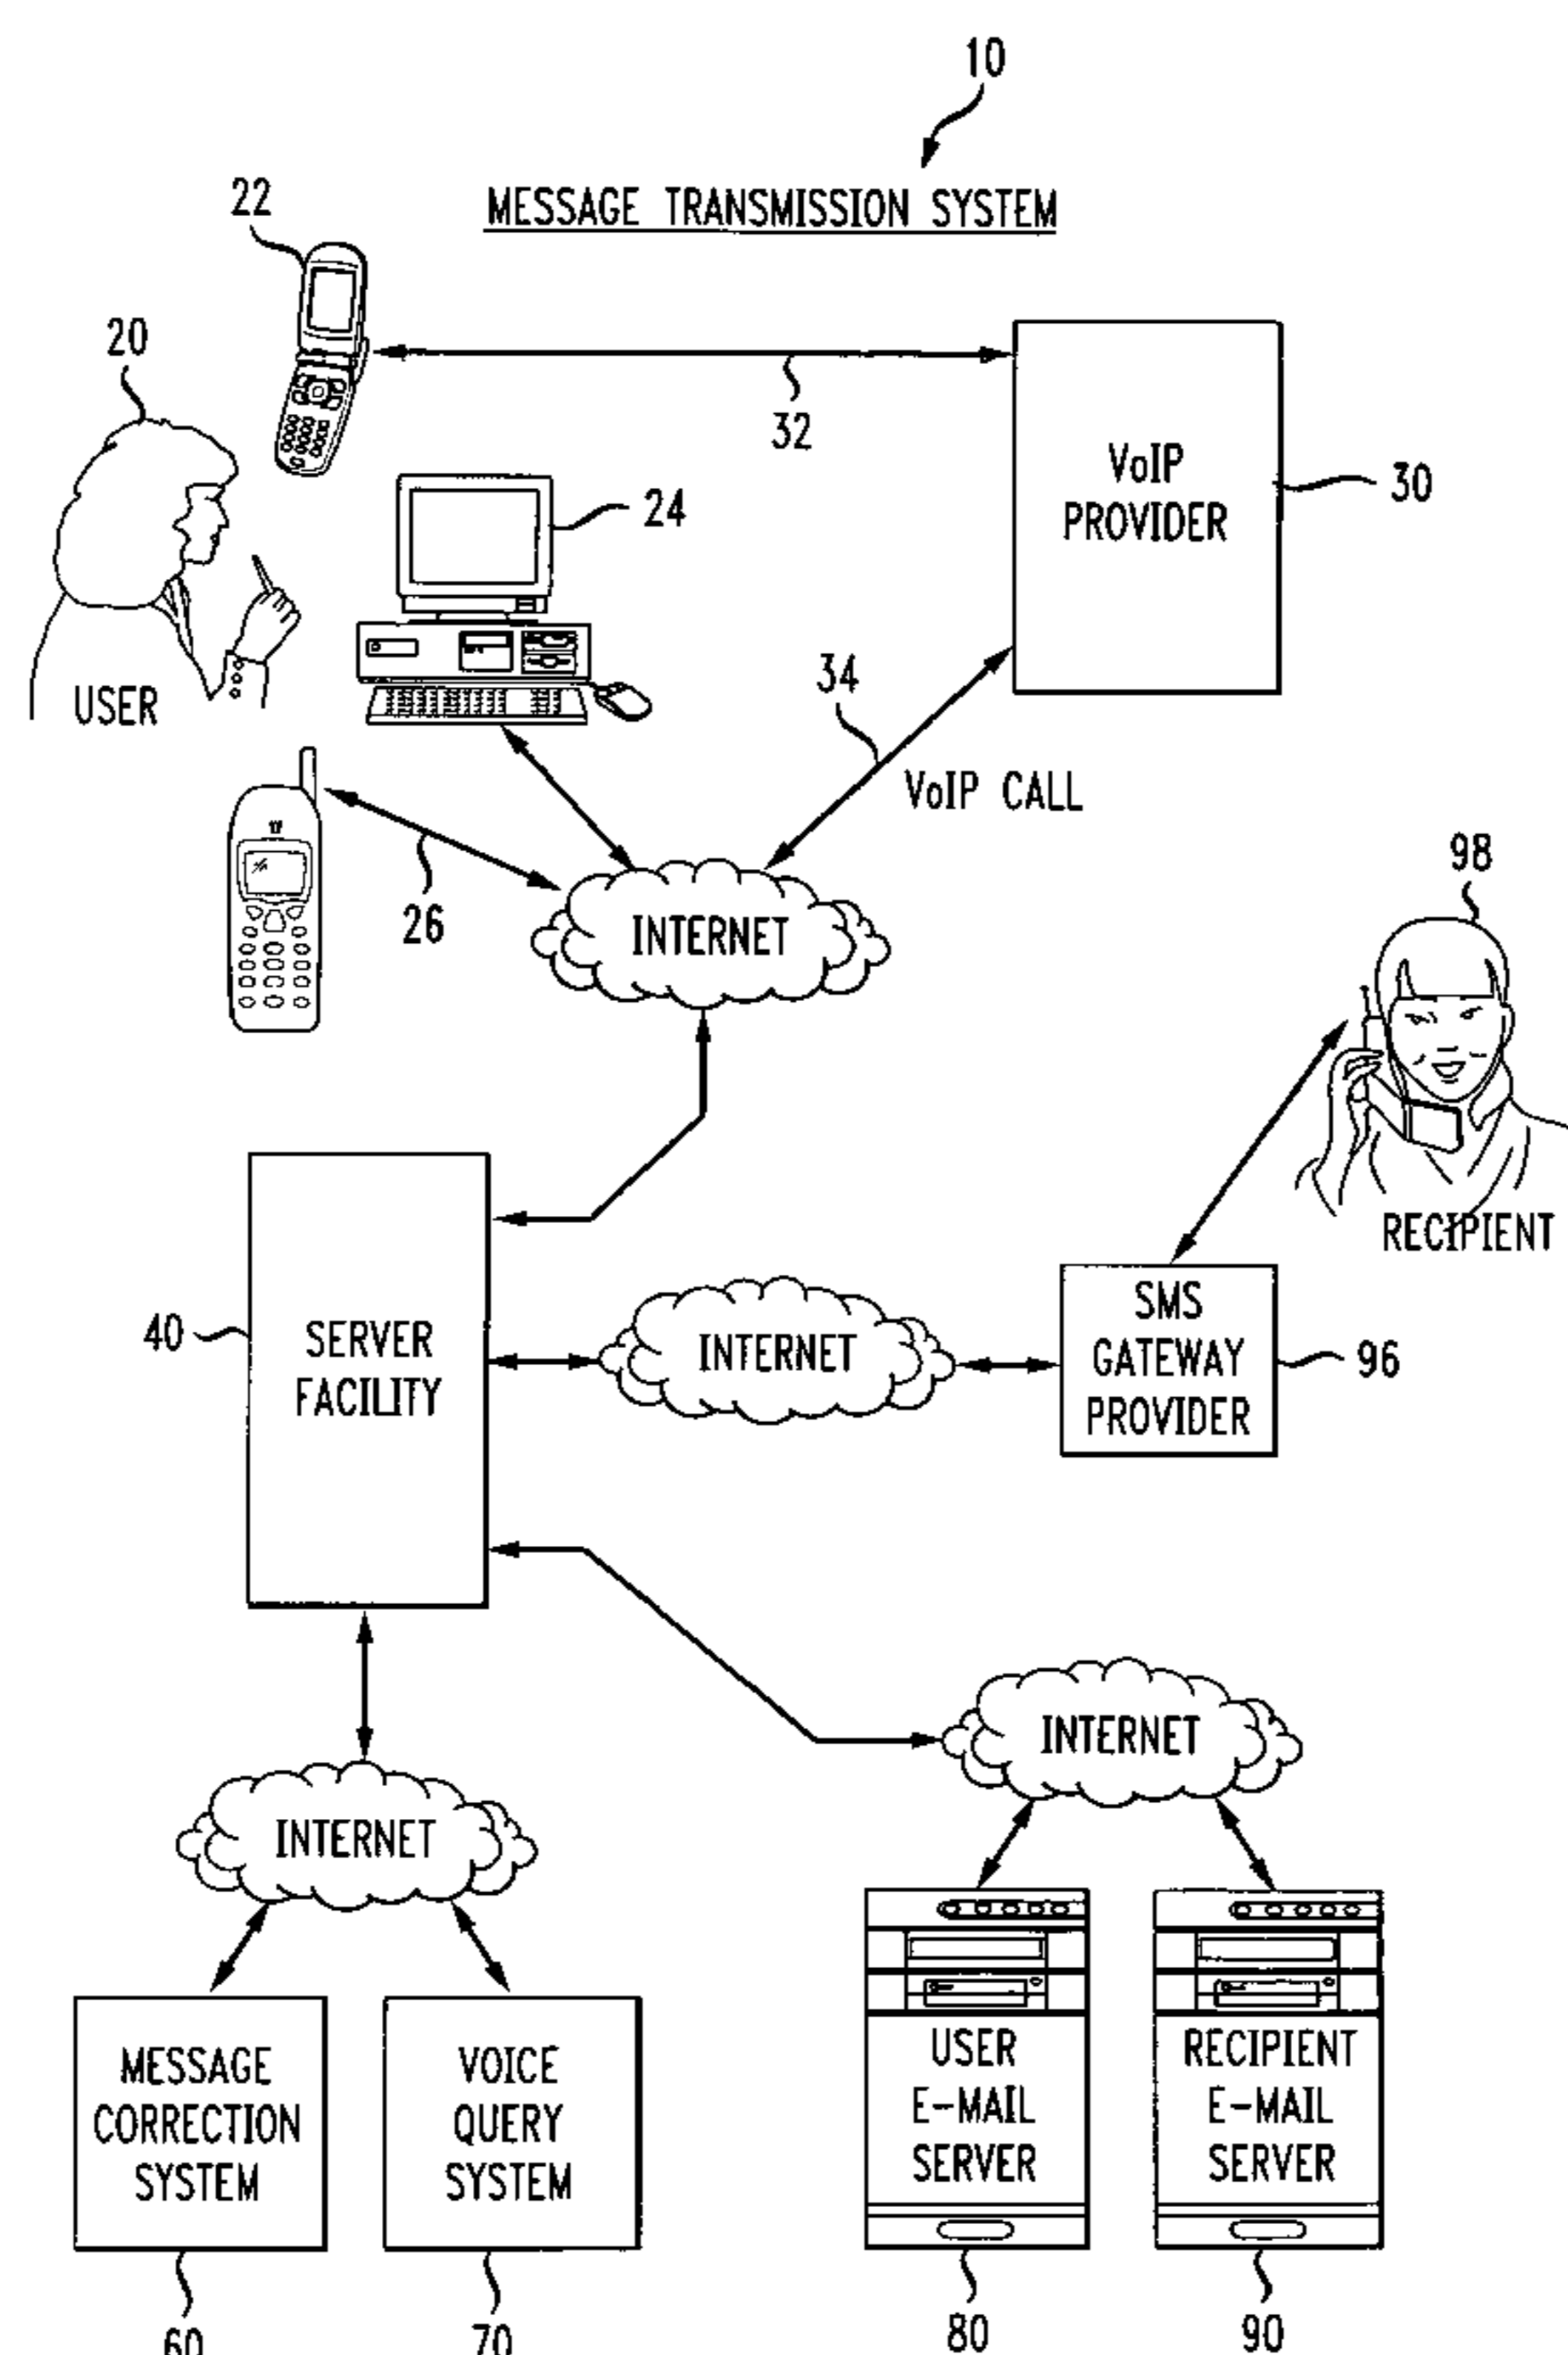 10
MESSAGE TRANSMISSION SYSTEM
22
20
32
VoIP
PROVIDER
30
24
USER
34
VoIP CALL
26
INTERNET
98
RECIPIENT
40
SERVER
FACILITY
INTERNET
SMS
GATEWAY
PROVIDER
96
INTERNET
INTERNET
MESSAGE
CORRECTION
SYSTEM
VOICE
QUERY
SYSTEM
USER
E-MAIL
SERVER
RECIPIENT
E-MAIL
SERVER
60
70
80
90